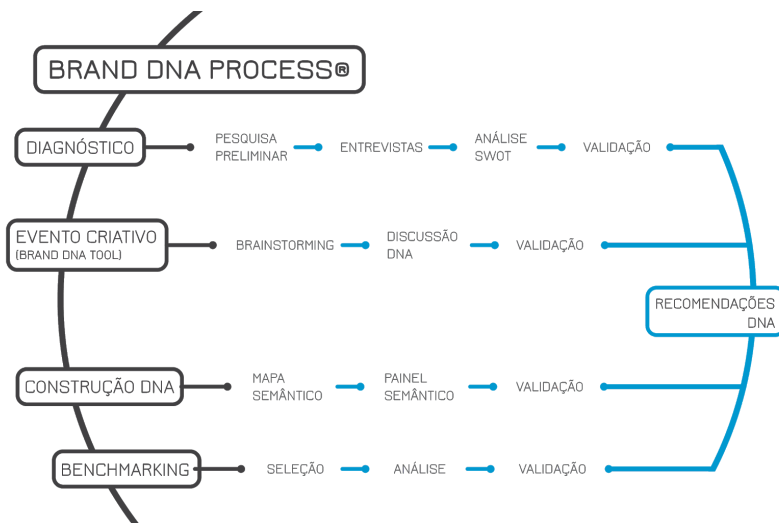 BRAND DNA PROCESS®
DIAGNÓSTICO
PESQUISA
PRELIMINAR
ENTREVISTAS
ANÁLISE
SWOT
VALIDAÇÃO
EVENTO CRIATIVO
(BRAND DNA TOOL)
BRAINSTORMING
DISCUSSÃO
DNA
VALIDAÇÃO
RECOMENDAÇÕES
DNA
CONSTRUÇÃO DNA
MAPA
SEMÂNTICO
PAINEL
SEMÂNTICO
VALIDAÇÃO
BENCHMARKING
SELEÇÃO
ANÁLISE
VALIDAÇÃO